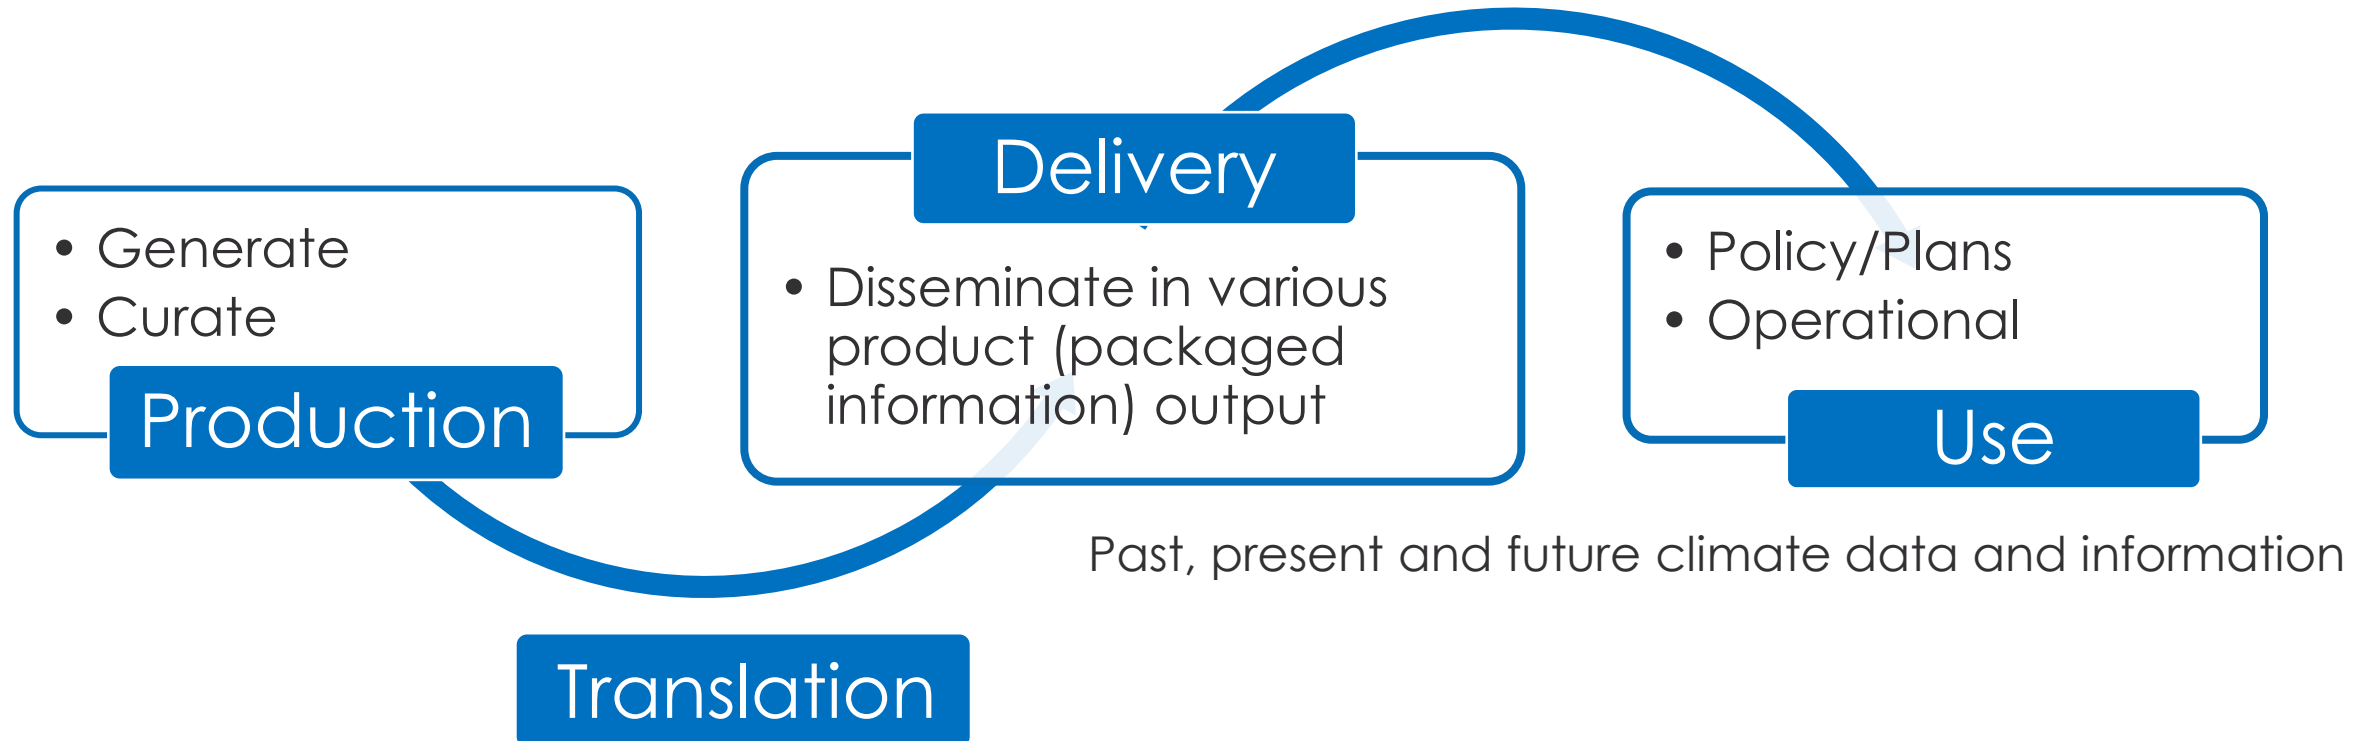 • Generate
• Curate
Production
Translation
Delivery
• Disseminate in various
product (packaged
information) output
• Policy/Plans
• Operational
Use
Past, present and future climate data and information